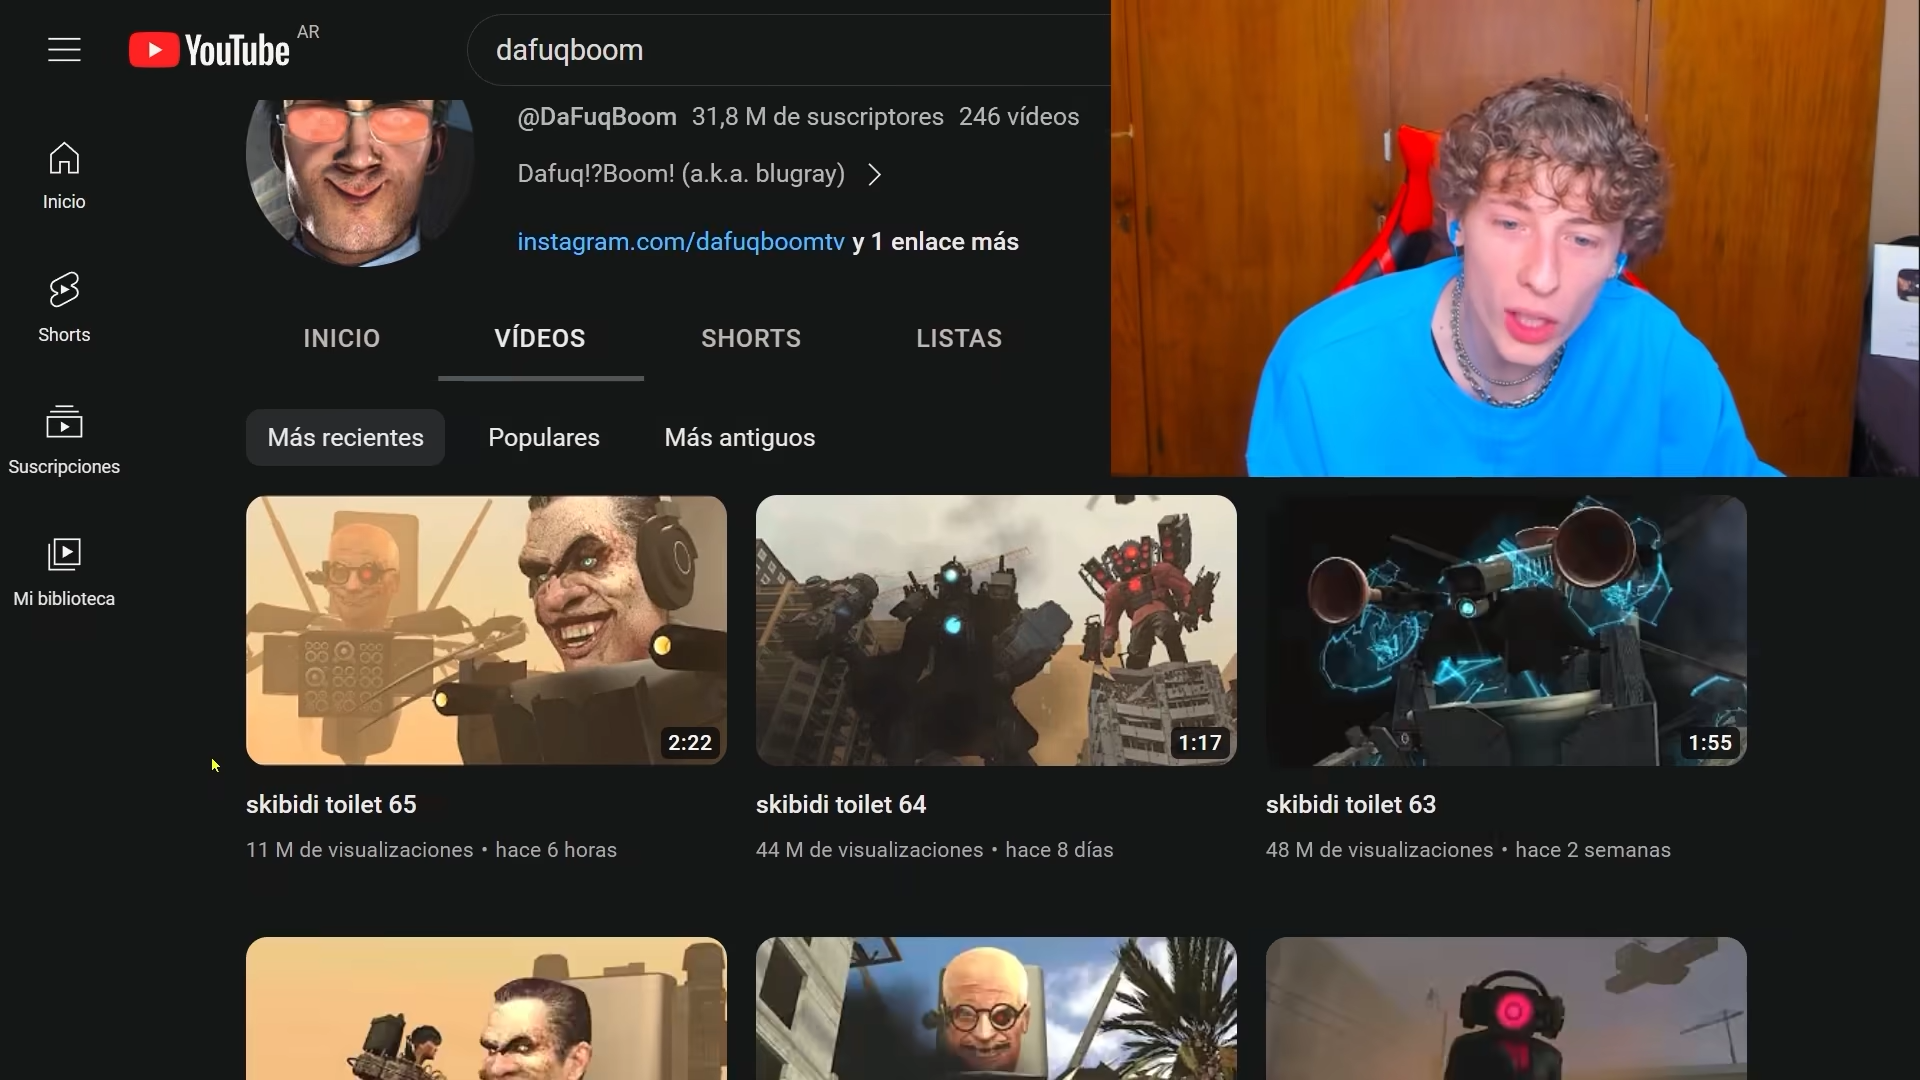 YouTube AR
dafuqboom
@DaFuqBoom 31,8 M de suscriptores 246 vídeos
Dafuq!?Boom! (a.k.a. blugray)
instagram.com/dafuqboomtv y 1 enlace más
Inicio
Shorts
Suscripciones
Mi biblioteca
INICIO VÍDEOS SHORTS LISTAS
Más recientes Populares Más antiguos
2:22 1:17 1:55
skibidi toilet 65 skibidi toilet 64 skibidi toilet 63
11 M de visualizaciones • hace 6 horas 44 M de visualizaciones • hace 8 días 48 M de visualizaciones • hace 2 semanas